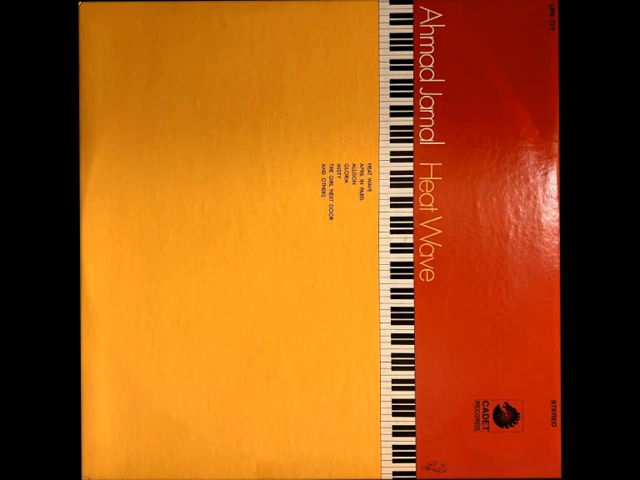 LPS 777
STEREO
CADET
RECORDS
Ahmad Jamal Heat Wave
HEAT WAVE
APRIL IN PARIS
ALLISON
GLORIA
MISTY
THE GIRL NEXT DOOR
AND OTHERS